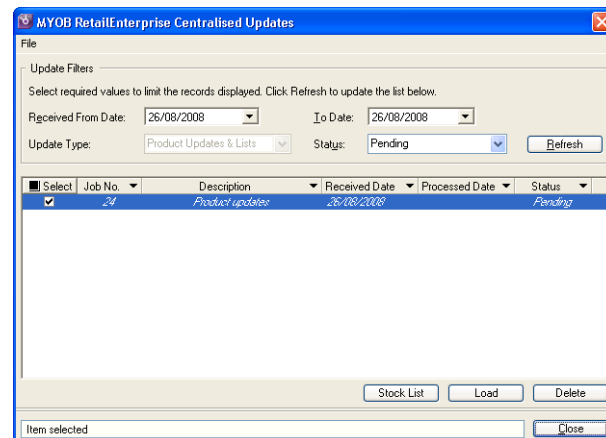 MYOB RetailEnterprise Centralised Updates
File
Update Filters
Select required values to limit the records displayed. Click Refresh to update the list below.
Received From Date: 26/08/2008 To Date: 26/08/2008
Update Type: Product Updates & Lists Status: Pending Refresh
Select Job No. Description Received Date Processed Date Status
24 Product updates 26/08/2008 Pending
Stock List Load Delete
Item selected Close